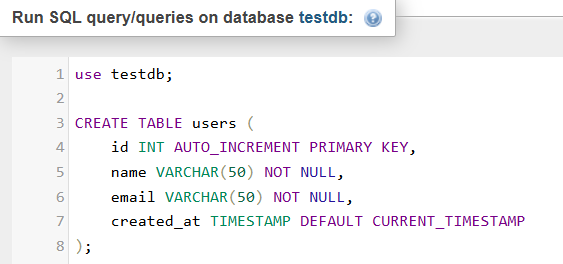 Run SQL query/queries on database testdb:
1 use testdb;
2
3 CREATE TABLE users (
4     id INT AUTO_INCREMENT PRIMARY KEY,
5     name VARCHAR(50) NOT NULL,
6     email VARCHAR(50) NOT NULL,
7     created_at TIMESTAMP DEFAULT CURRENT_TIMESTAMP
8 );